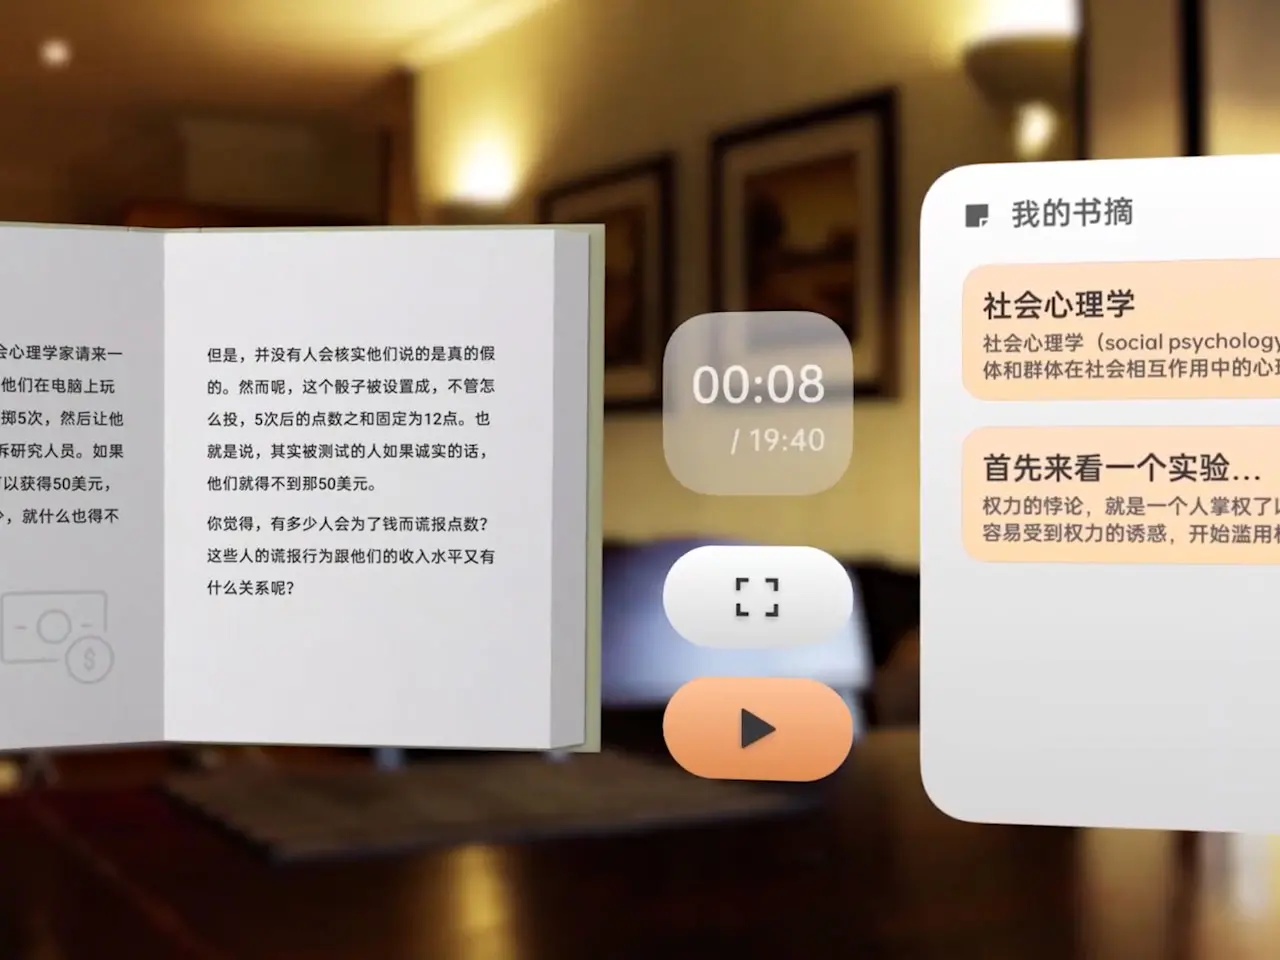 会心理学家请来一
他们在电脑上玩
掷5次，然后让他
诉研究人员。如果
可以获得50美元，
，就什么也得不
但是，并没有人会核实他们说的是真的假
的。然而呢，这个骰子被设置成，不管怎
么投，5次后的点数之和固定为12点。也
就是说，其实被测试的人如果诚实的话，
他们就得不到那50美元。
你觉得，有多少人会为了钱而谎报点数？
这些人的谎报行为跟他们的收入水平又有
什么关系呢？
00:08
/ 19:40
我的书摘
社会心理学
社会心理学（social psychology
体和群体在社会相互作用中的心理
首先来看一个实验...
权力的悖论，就是一个人掌权了以
容易受到权力的诱惑，开始滥用权